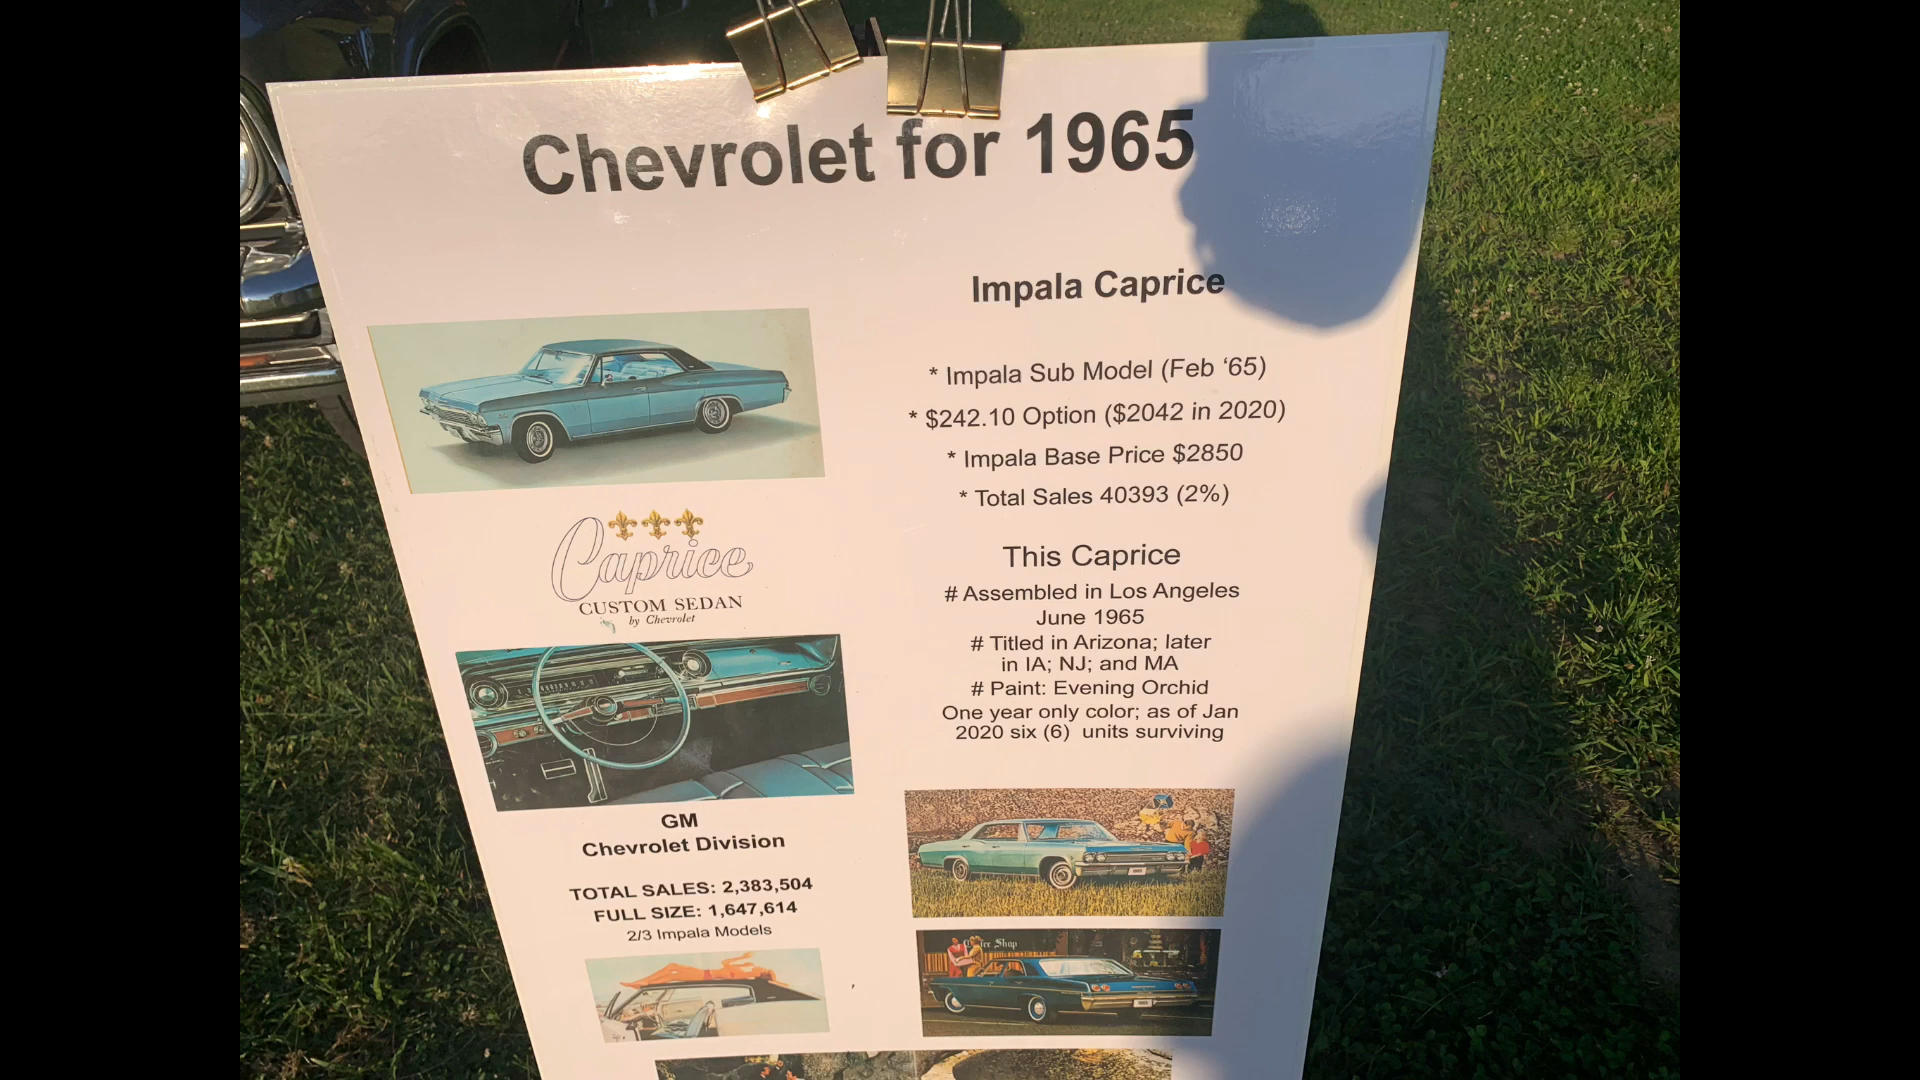 Chevrolet for 1965
Impala Caprice
* Impala Sub Model (Feb ‘65)
* $242.10 Option ($2042 in 2020)
* Impala Base Price $2850
* Total Sales 40393 (2%)
Caprice
CUSTOM SEDAN
by Chevrolet
This Caprice
# Assembled in Los Angeles
June 1965
# Titled in Arizona; later
in IA; NJ; and MA
# Paint: Evening Orchid
One year only color; as of Jan
2020 six (6) units surviving
GM
Chevrolet Division
TOTAL SALES: 2,383,504
FULL SIZE: 1,647,614
2/3 Impala Models
Shop